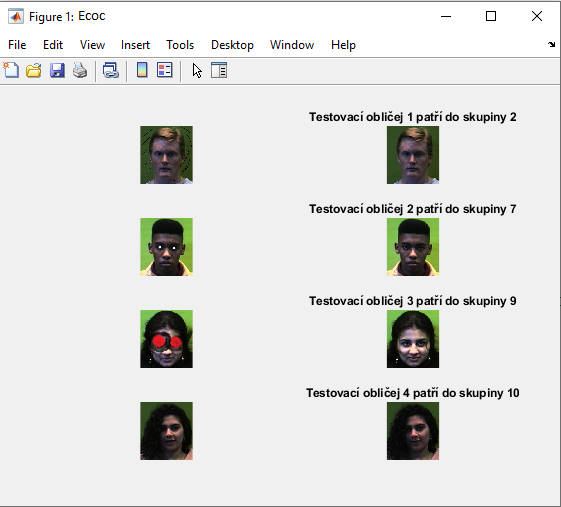 Figure 1: Ecoc
File Edit View Insert Tools Desktop Window Help
Testovací obličej 1 patří do skupiny 2
Testovací obličej 2 patří do skupiny 7
Testovací obličej 3 patří do skupiny 9
Testovací obličej 4 patří do skupiny 10